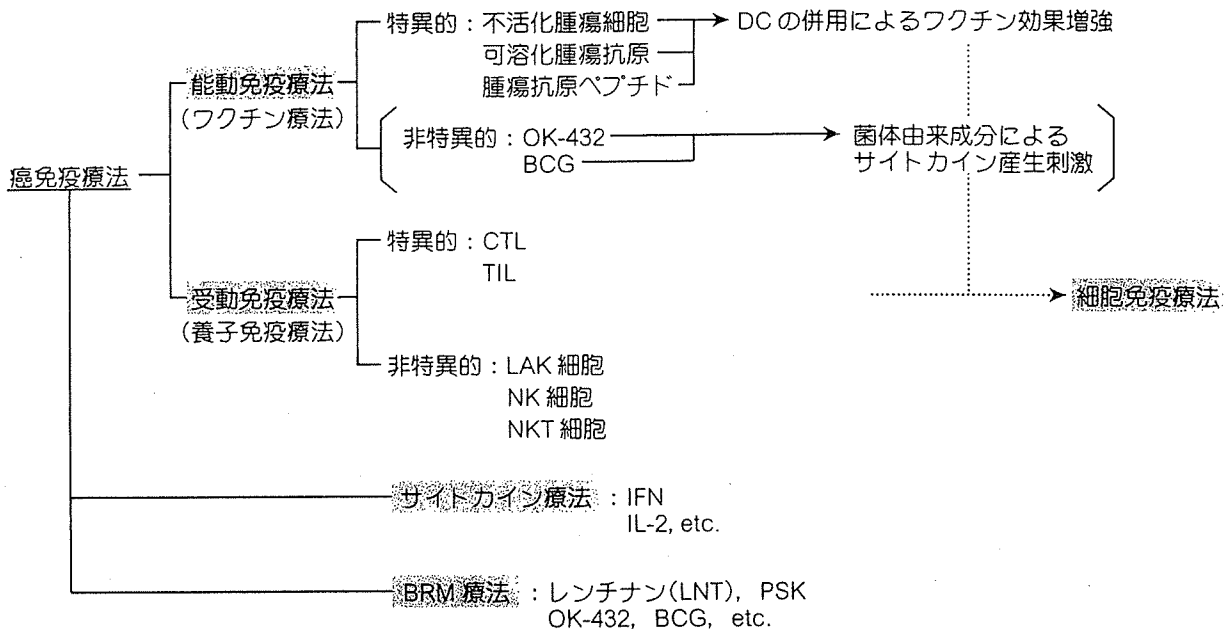 特異的：不活化腫瘍細胞
DCの併用によるワクチン効果増強
可溶化腫瘍抗原
腫瘍抗原ペプチド
能動免疫療法
(ワクチン療法)
非特異的：OK-432
BCG
菌体由来成分による
サイトカイン産生刺激
癌免疫療法
特異的：CTL
TIL
受動免疫療法
(養子免疫療法)
細胞免疫療法
非特異的：LAK細胞
NK細胞
NKT細胞
サイトカイン療法：IFN
IL-2, etc.
BRM療法：レンチナン(LNT), PSK
OK-432, BCG, etc.